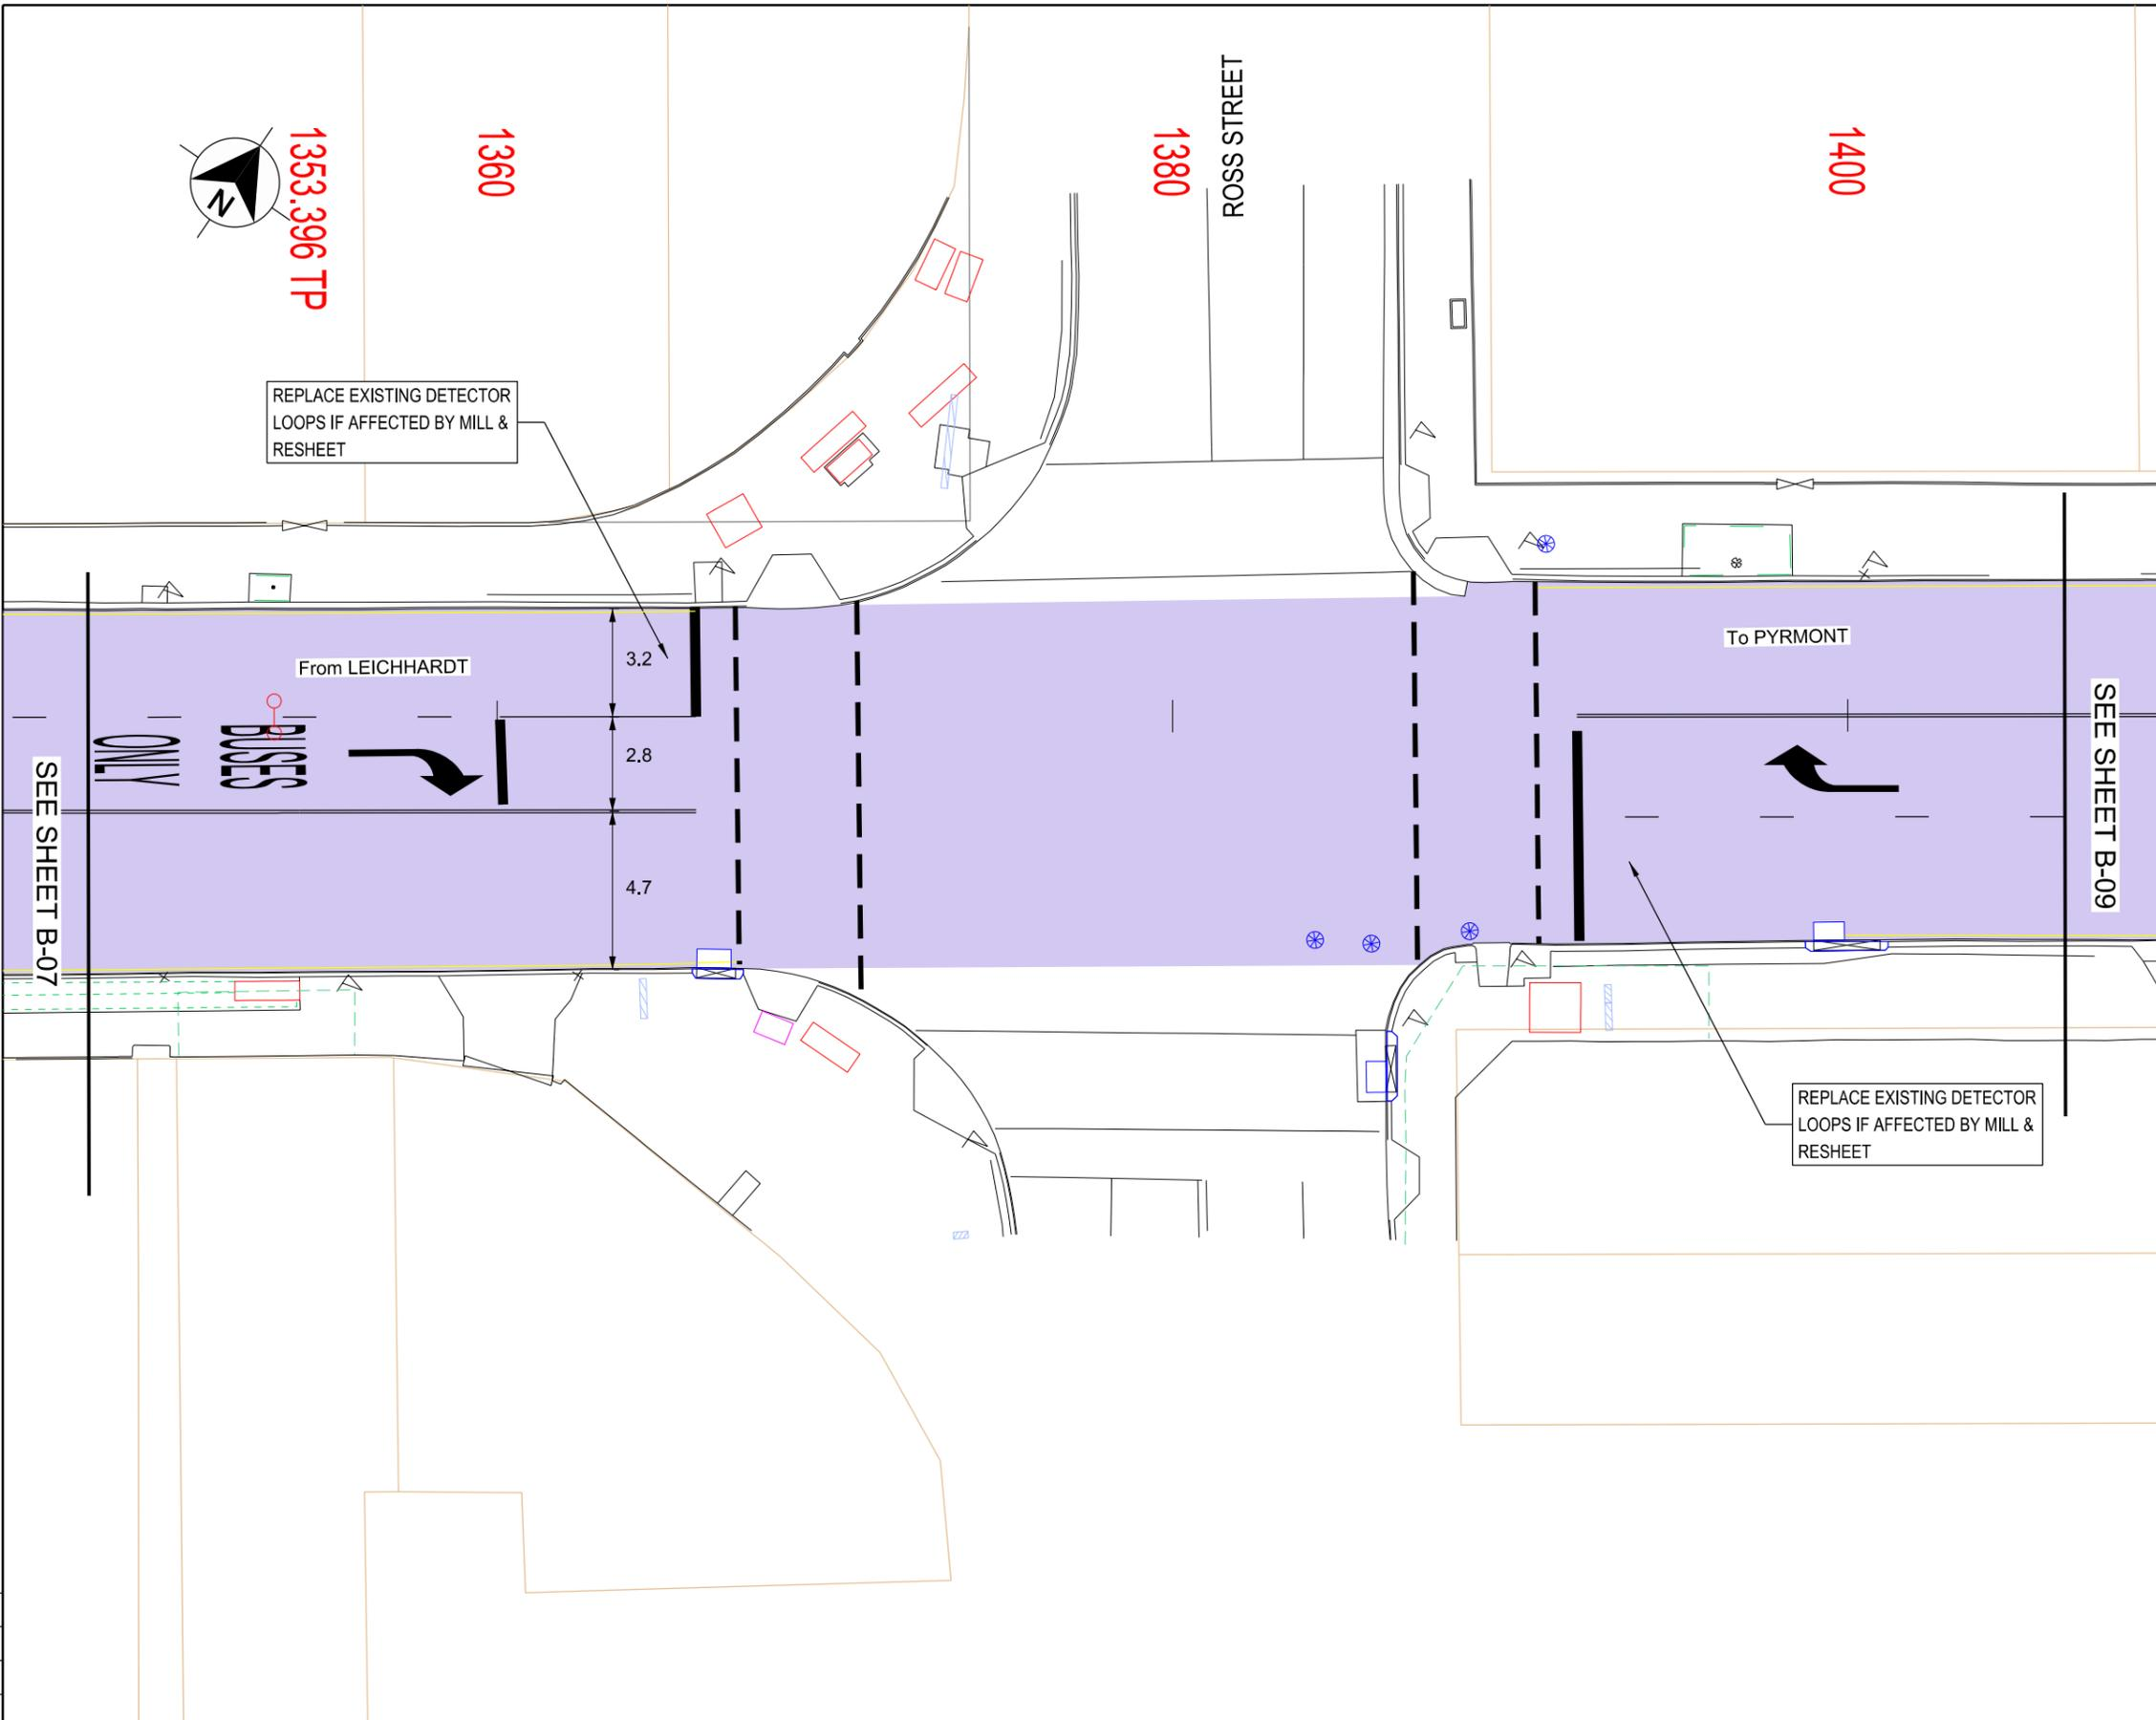 1353.396 TP
1360
1380
ROSS STREET
1400
N
REPLACE EXISTING DETECTOR
LOOPS IF AFFECTED BY MILL &
RESHEET
From LEICHHARDT
To PYRMONT
3.2
2.8
4.7
BUSES
ONLY
SEE SHEET B-07
SEE SHEET B-09
REPLACE EXISTING DETECTOR
LOOPS IF AFFECTED BY MILL &
RESHEET